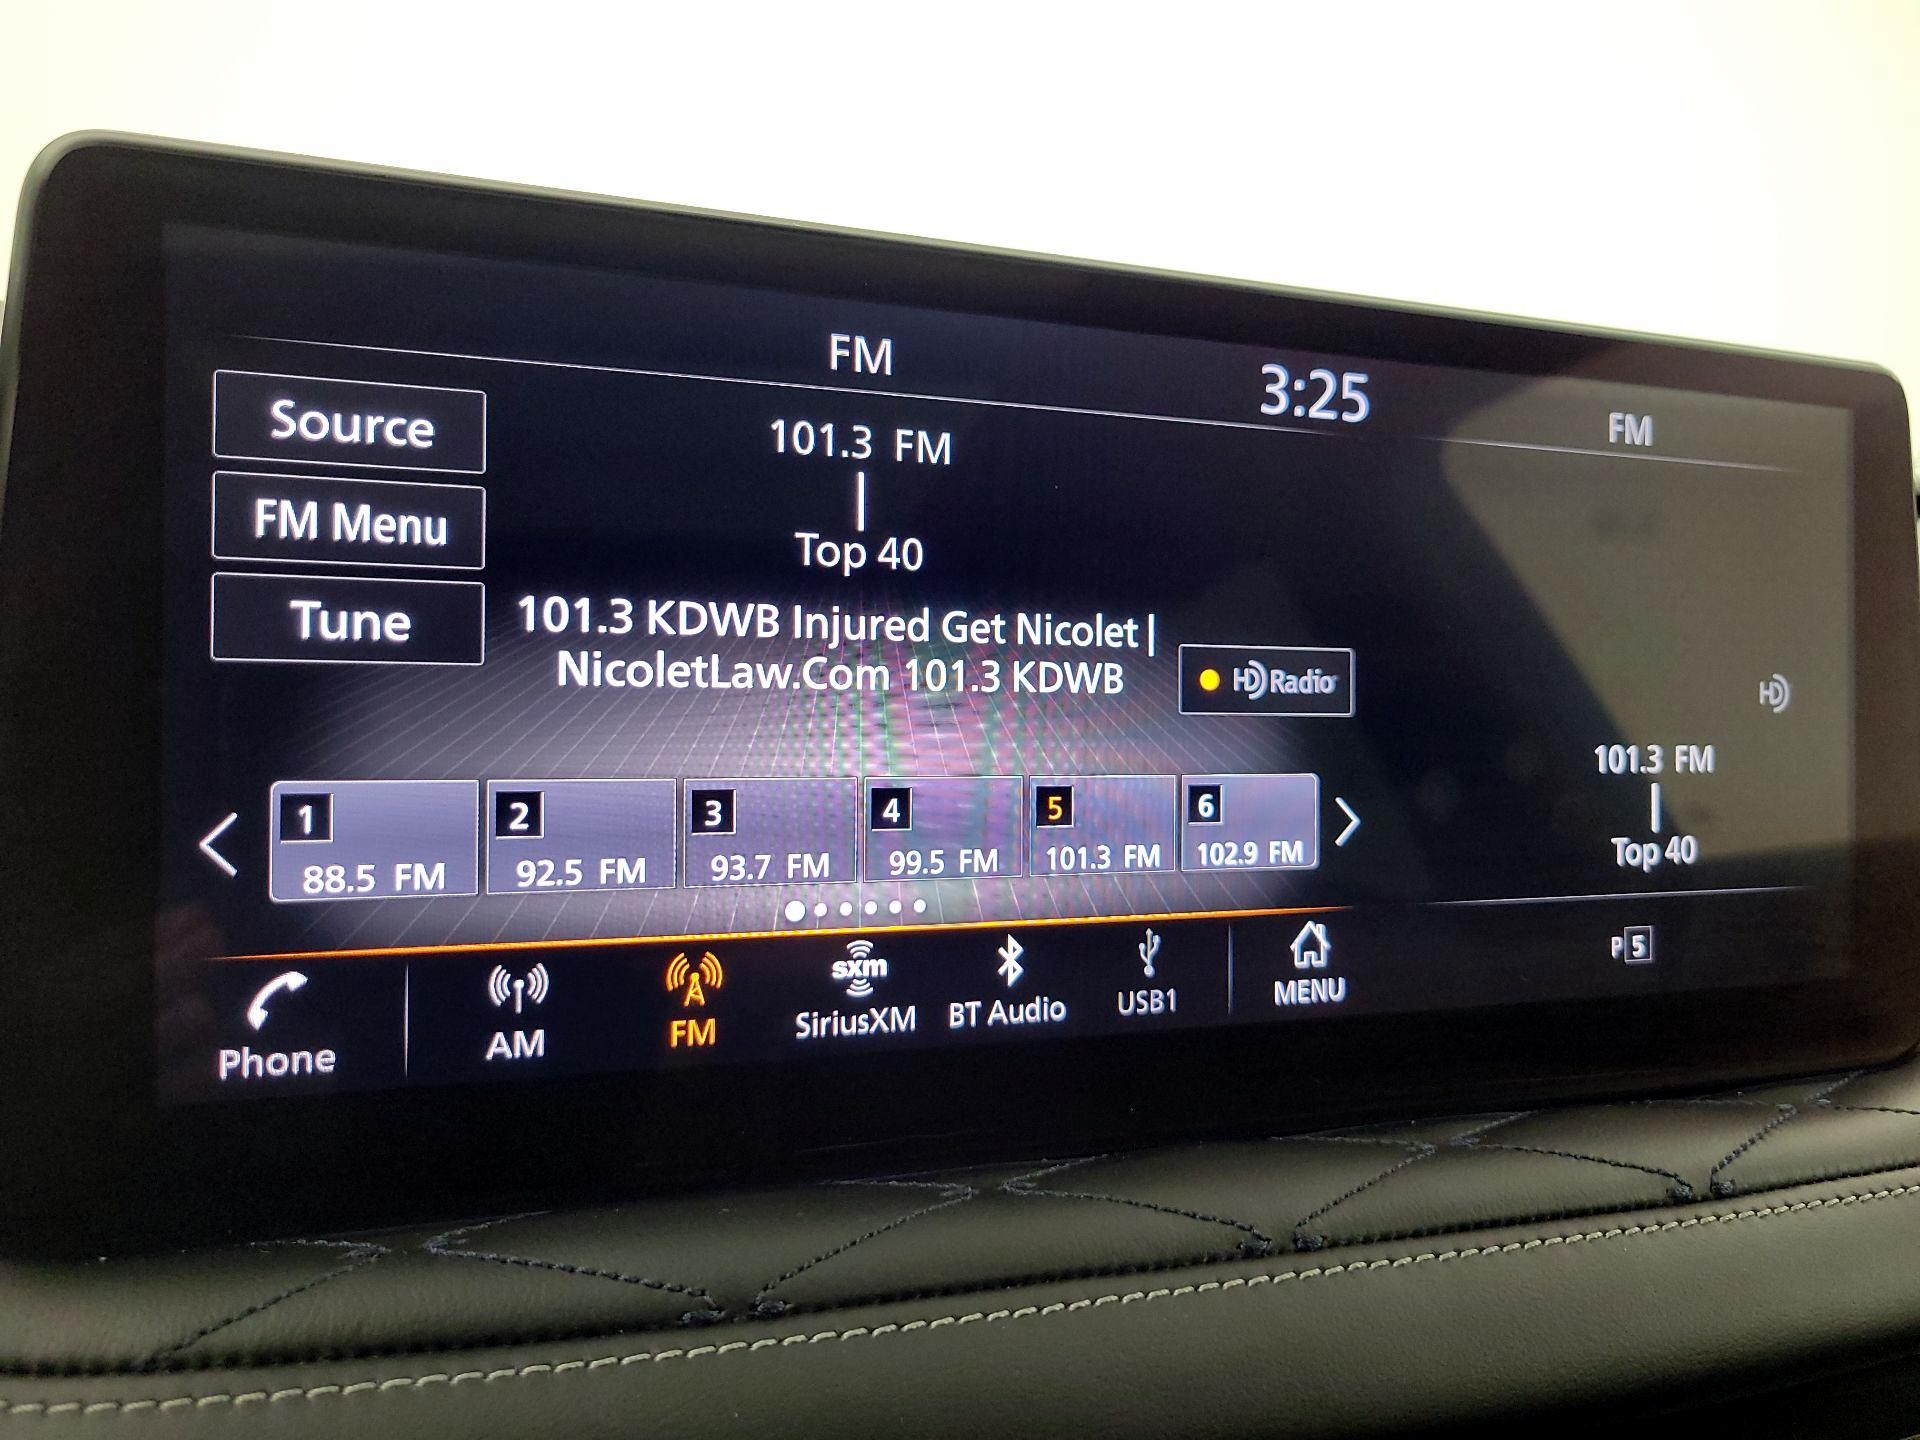 FM
3:25
FM
Source
FM Menu
Tune
101.3 FM
Top 40
101.3 KDWB Injured Get Nicolet |
NicoletLaw.Com 101.3 KDWB
HD Radio
HD
101.3 FM
Top 40
1
88.5 FM
2
92.5 FM
3
93.7 FM
4
99.5 FM
5
101.3 FM
6
102.9 FM
P 5
Phone
AM
FM
sxm
SiriusXM
BT Audio
USB1
MENU